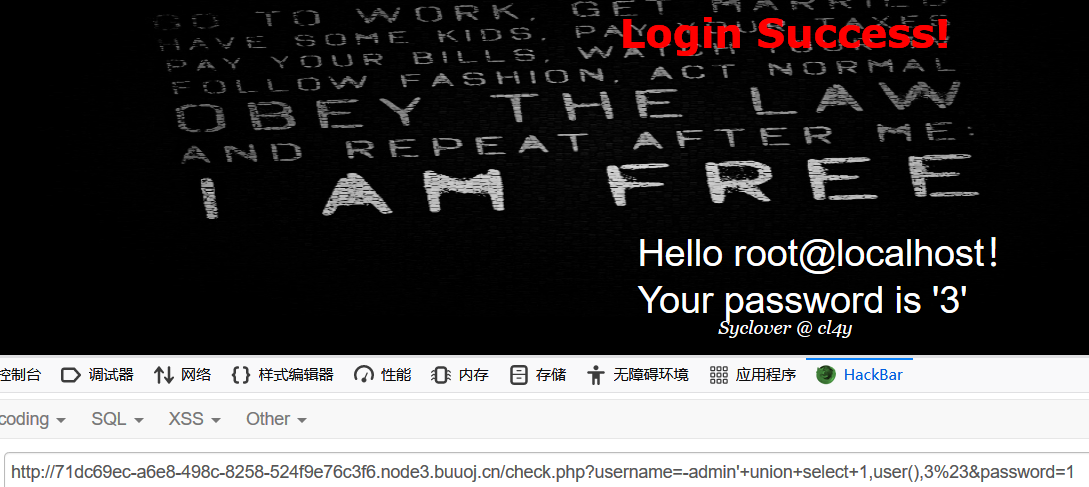 GO TO WORK, GET MARRIED
Login Success!
HAVE SOME KIDS, PAY YOUR TAXES
PAY YOUR BILLS, WATCH YOUR
FOLLOW FASHION, ACT NORMAL
OBEY THE LAW
AND REPEAT AFTER ME:
I AM FREE
Hello root@localhost!
Your password is '3'
Syclover @ cl4y
控制台 调试器 网络 样式编辑器 性能 内存 存储 无障碍环境 应用程序 HackBar
coding SQL XSS Other
http://71dc69ec-a6e8-498c-8258-524f9e76c3f6.node3.buuoj.cn/check.php?username=-admin'+union+select+1,user(),3%23&password=1